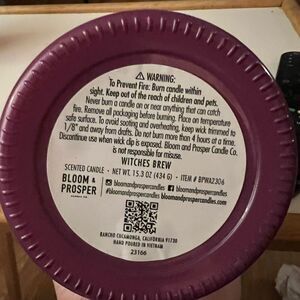 ⚠ WARNING:
To Prevent Fire: Burn candle within
sight. Keep out of the reach of children and pets.
Never burn a candle on or near anything that can catch
fire. Remove all packaging before burning. Place on temperature
safe surface. To avoid sooting and overheating, keep wick trimmed to
1/8" and away from drafts. Do not burn more than 4 hours at a time.
Discontinue use when wick clip is exposed. Bloom and Prosper Candle Co.
is not responsible for misuse.
WITCHES BREW
SCENTED CANDLE • NET WT. 15.3 OZ (434 G) • ITEM # BPWA2306
BLOOM &
PROSPER
CANDLE CO.
@bloomandprospercandles bloomandprospercandles
#bloomandprospercandles bloomandprospercandles.com
RANCHO CUCAMONGA, CALIFORNIA 91730
HAND POURED IN VIETNAM
23166